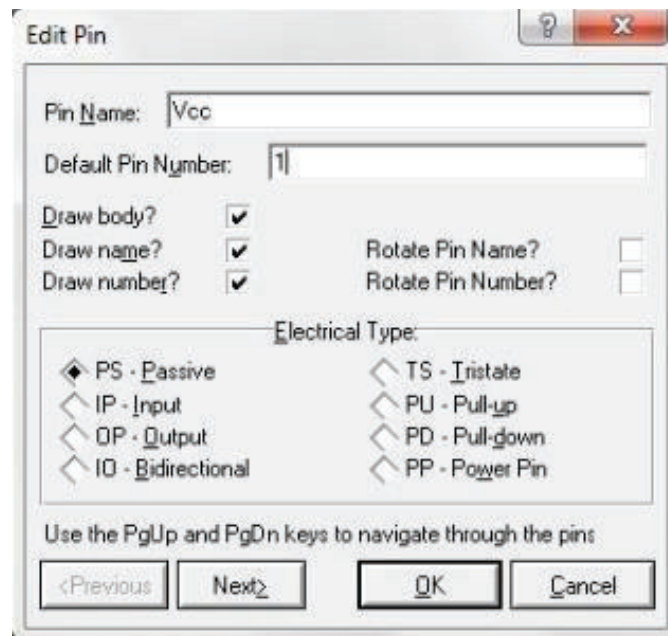 Edit Pin
?
Pin Name: Vcc
Default Pin Number: 1
Draw body?
Draw name? Rotate Pin Name?
Draw number? Rotate Pin Number?
Electrical Type:
PS - Passive TS - Tristate
IP - Input PU - Pull-up
OP - Output PD - Pull-down
IO - Bidirectional PP - Power Pin
Use the PgUp and PgDn keys to navigate through the pins
<Previous Next> OK Cancel